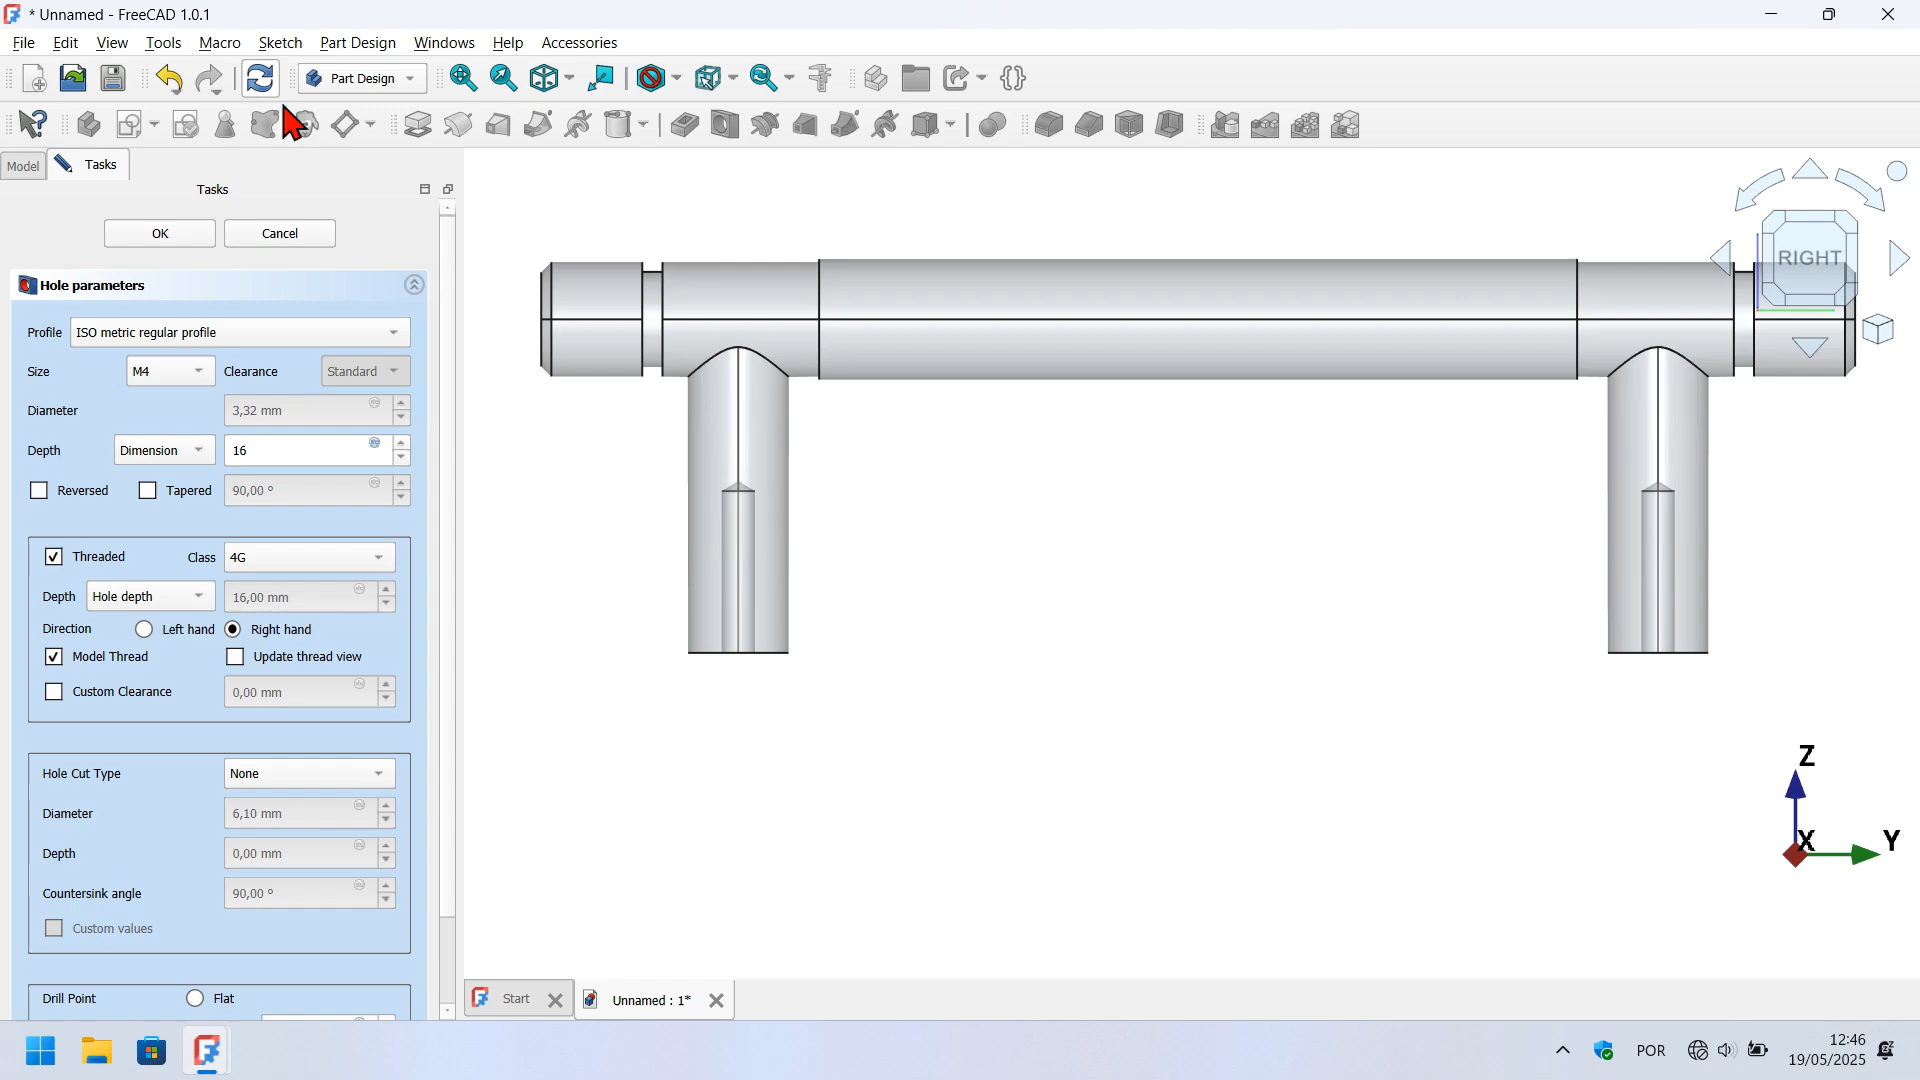 * Unnamed - FreeCAD 1.0.1
File Edit View Tools Macro Sketch Part Design Windows Help Accessories
Part Design
Model Tasks
Tasks
OK Cancel
Hole parameters
Profile ISO metric regular profile
Size M4 Clearance Standard
Diameter 3,32 mm
Depth Dimension 16
Reversed Tapered 90,00 °
Threaded Class 4G
Depth Hole depth 16,00 mm
Direction Left hand Right hand
Model Thread Update thread view
Custom Clearance 0,00 mm
Hole Cut Type None
Diameter 6,10 mm
Depth 0,00 mm
Countersink angle 90,00 °
Custom values
Drill Point Flat
RIGHT
Z
X Y
Start Unnamed : 1*
POR
12:46
19/05/2025